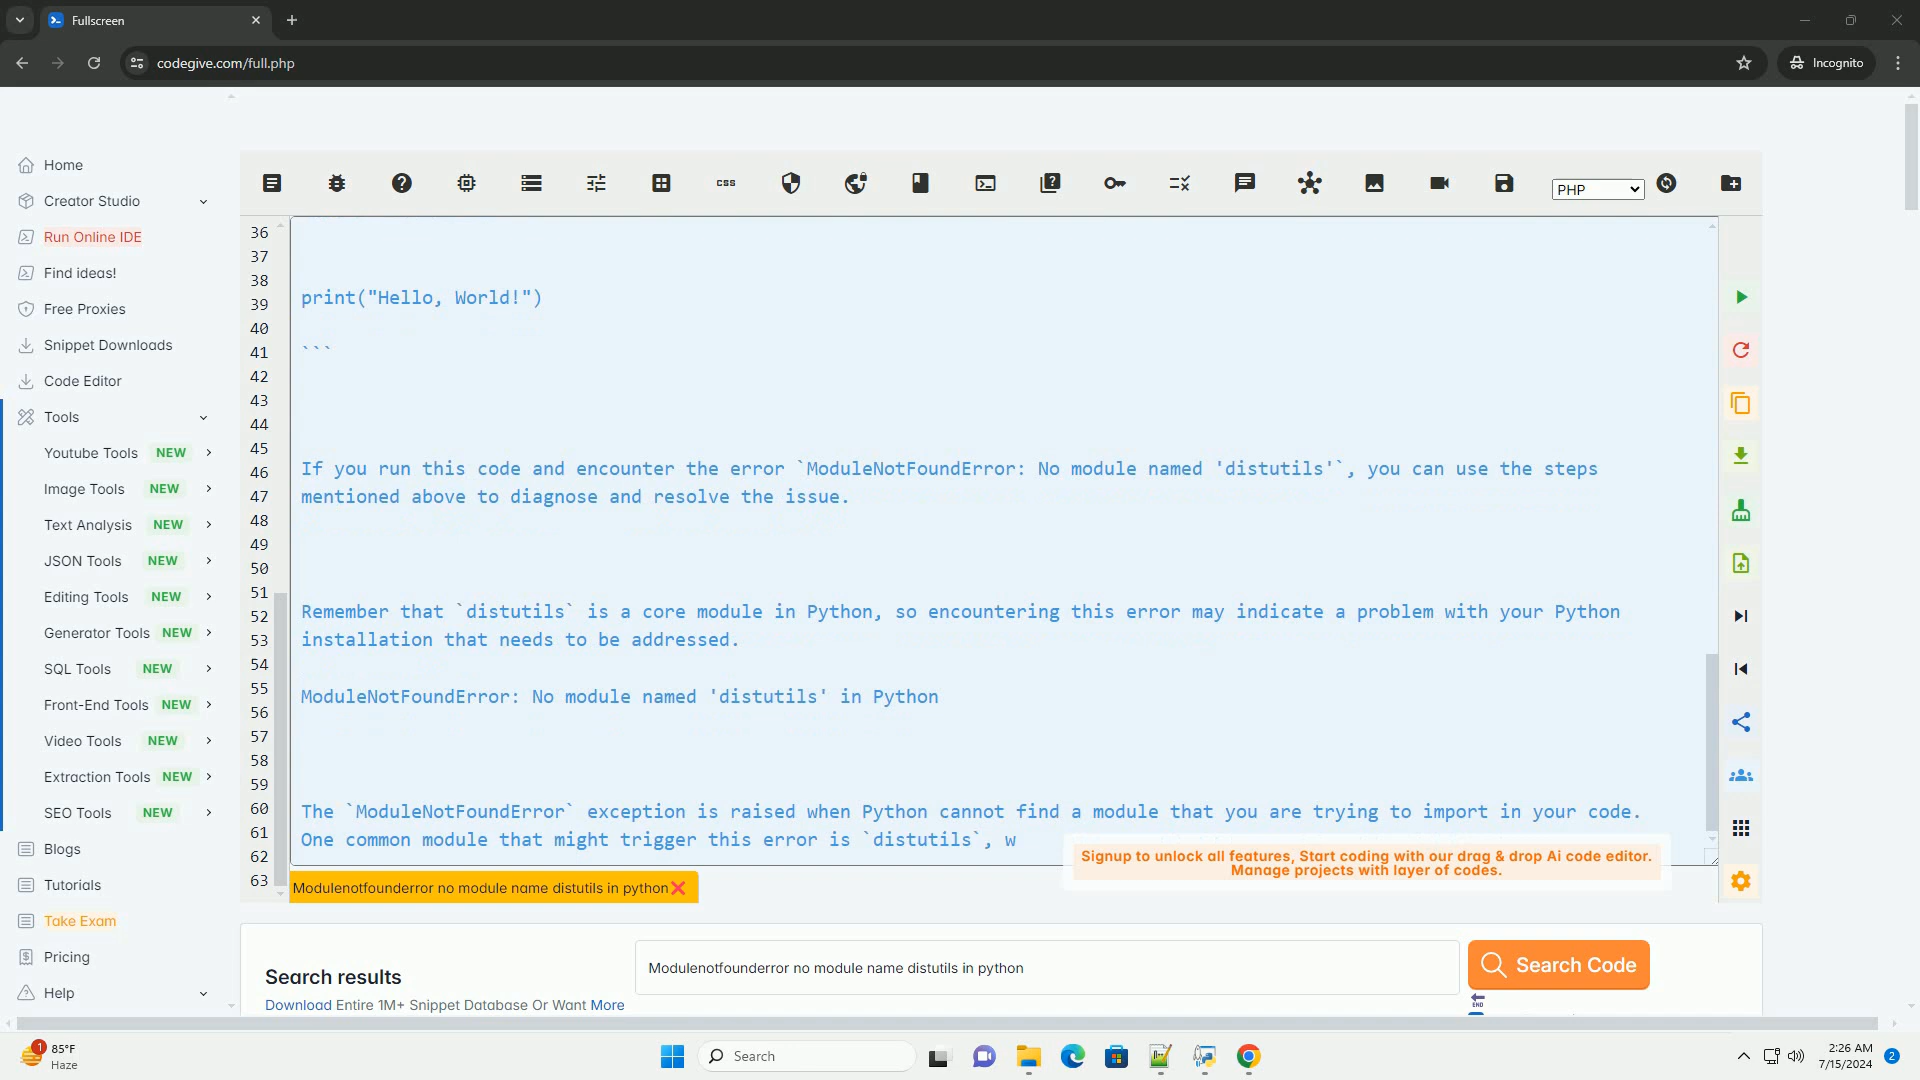 Fullscreen
codegive.com/full.php
Incognito
Home
Creator Studio
Run Online IDE
Find ideas!
Free Proxies
Snippet Downloads
Code Editor
Tools
Youtube Tools NEW
Image Tools NEW
Text Analysis NEW
JSON Tools NEW
Editing Tools NEW
Generator Tools NEW
SQL Tools NEW
Front-End Tools NEW
Video Tools NEW
Extraction Tools NEW
SEO Tools NEW
Blogs
Tutorials
Take Exam
Pricing
Help
css
PHP
36
37
38
39
40
41
42
43
44
45
46
47
48
49
50
51
52
53
54
55
56
57
58
59
60
61
62
63
print("Hello, World!")
```
If you run this code and encounter the error `ModuleNotFoundError: No module named 'distutils'`, you can use the steps
mentioned above to diagnose and resolve the issue.
Remember that `distutils` is a core module in Python, so encountering this error may indicate a problem with your Python
installation that needs to be addressed.
ModuleNotFoundError: No module named 'distutils' in Python
The `ModuleNotFoundError` exception is raised when Python cannot find a module that you are trying to import in your code.
One common module that might trigger this error is `distutils`, w
Signup to unlock all features, Start coding with our drag & drop Ai code editor.
Manage projects with layer of codes.
Modulenotfounderror no module name distutils in python
Search results
Download Entire 1M+ Snippet Database Or Want More
Modulenotfounderror no module name distutils in python
Search Code
END
1
85°F
Haze
Search
2:26 AM
7/15/2024
2